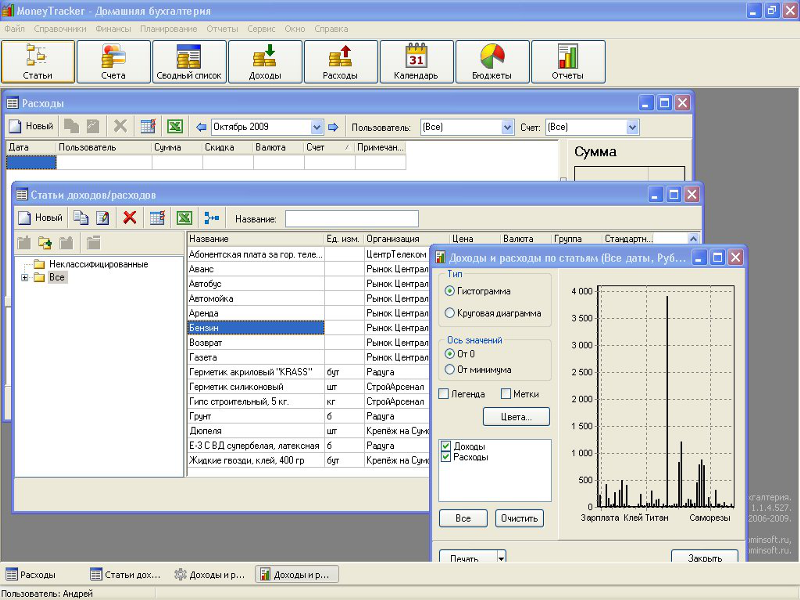 MoneyTracker - Домашняя бухгалтерия
Файл Справочники Финансы Планирование Отчеты Сервис Окно Справка
31
Статьи Счета Сводный список Доходы Расходы Календарь Бюджеты Отчеты
Расходы
Новый Октябрь 2009 Пользователь: (Все) Счет: (Все)
Дата Пользователь Сумма Скидка Валюта Счет Примечан...
Сумма
Статьи доходов/расходов
Новый Название:
Неклассифицированные
Все
Название Ед. изм. Организация Цена Валюта Группа Стандартн...
Абонентская плата за гор. теле... ЦентрТелеком
Аванс Рынок Централ
Автобус Рынок Централ
Автомойка Рынок Централ
Аренда Рынок Централ
Бензин Рынок Централ
Возврат Рынок Централ
Газета Рынок Централ
Герметик акриловый "KRASS" бут Радуга
Герметик силиконовый шт СтройАрсенал
Гипс строительный, 5 кг. кг СтройАрсенал
Грунт б Радуга
Дюпеля шт Крепёж на Сумо
Е-3 С ВД супербелая, латексная б Радуга
Жидкие гвозди, клей, 400 гр бут Крепёж на Сумо
Доходы и расходы по статьям (Все даты, Руб...
Тип
Гистограмма
Круговая диаграмма
Ось значений
От 0
От минимума
Легенда Метки
Цвета...
Доходы
Расходы
Все Очистить
Печать Закрыть
4 000
3 500
3 000
2 500
2 000
1 500
1 000
500
0
Зарплата Клей Титан Саморезы
хгалтерия.
1.1.4.527.
2006-2009.
minsoft.ru,
minsoft.ru.
Расходы Статьи дох... Доходы и р... Доходы и р...
Пользователь: Андрей